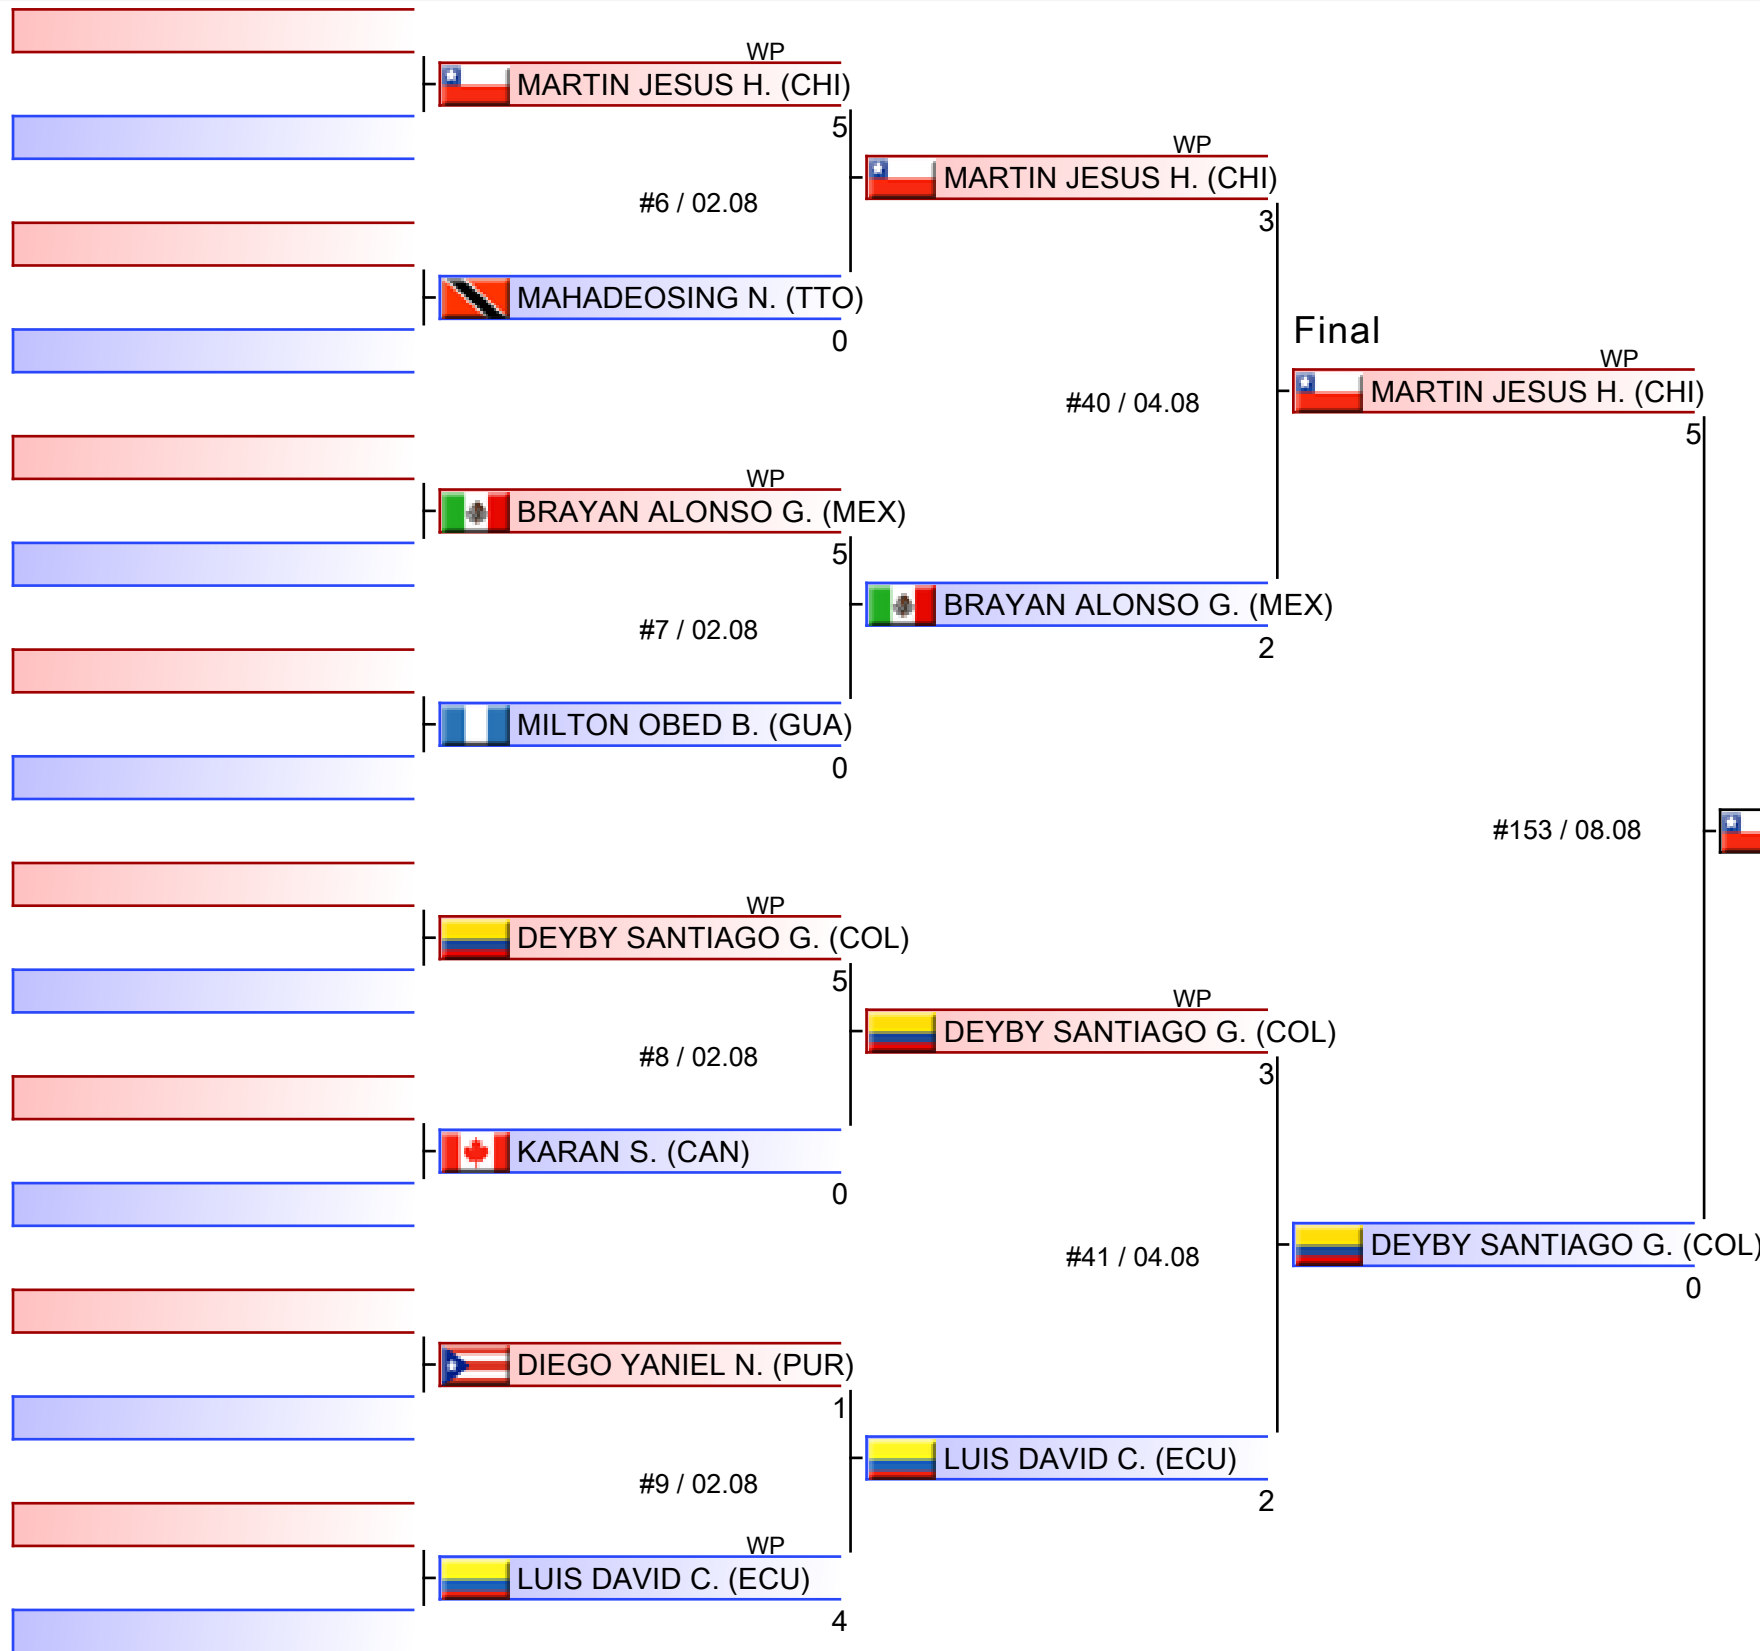 WP
MARTIN JESUS H. (CHI)
5
#6 / 02.08
MAHADEOSING N. (TTO)
0
WP
BRAYAN ALONSO G. (MEX)
5
#7 / 02.08
MILTON OBED B. (GUA)
0
WP
DEYBY SANTIAGO G. (COL)
5
#8 / 02.08
KARAN S. (CAN)
0
DIEGO YANIEL N. (PUR)
1
#9 / 02.08
WP
LUIS DAVID C. (ECU)
4
WP
MARTIN JESUS H. (CHI)
3
#40 / 04.08
BRAYAN ALONSO G. (MEX)
2
WP
DEYBY SANTIAGO G. (COL)
3
#41 / 04.08
LUIS DAVID C. (ECU)
2
Final
WP
MARTIN JESUS H. (CHI)
5
#153 / 08.08
DEYBY SANTIAGO G. (COL)
0